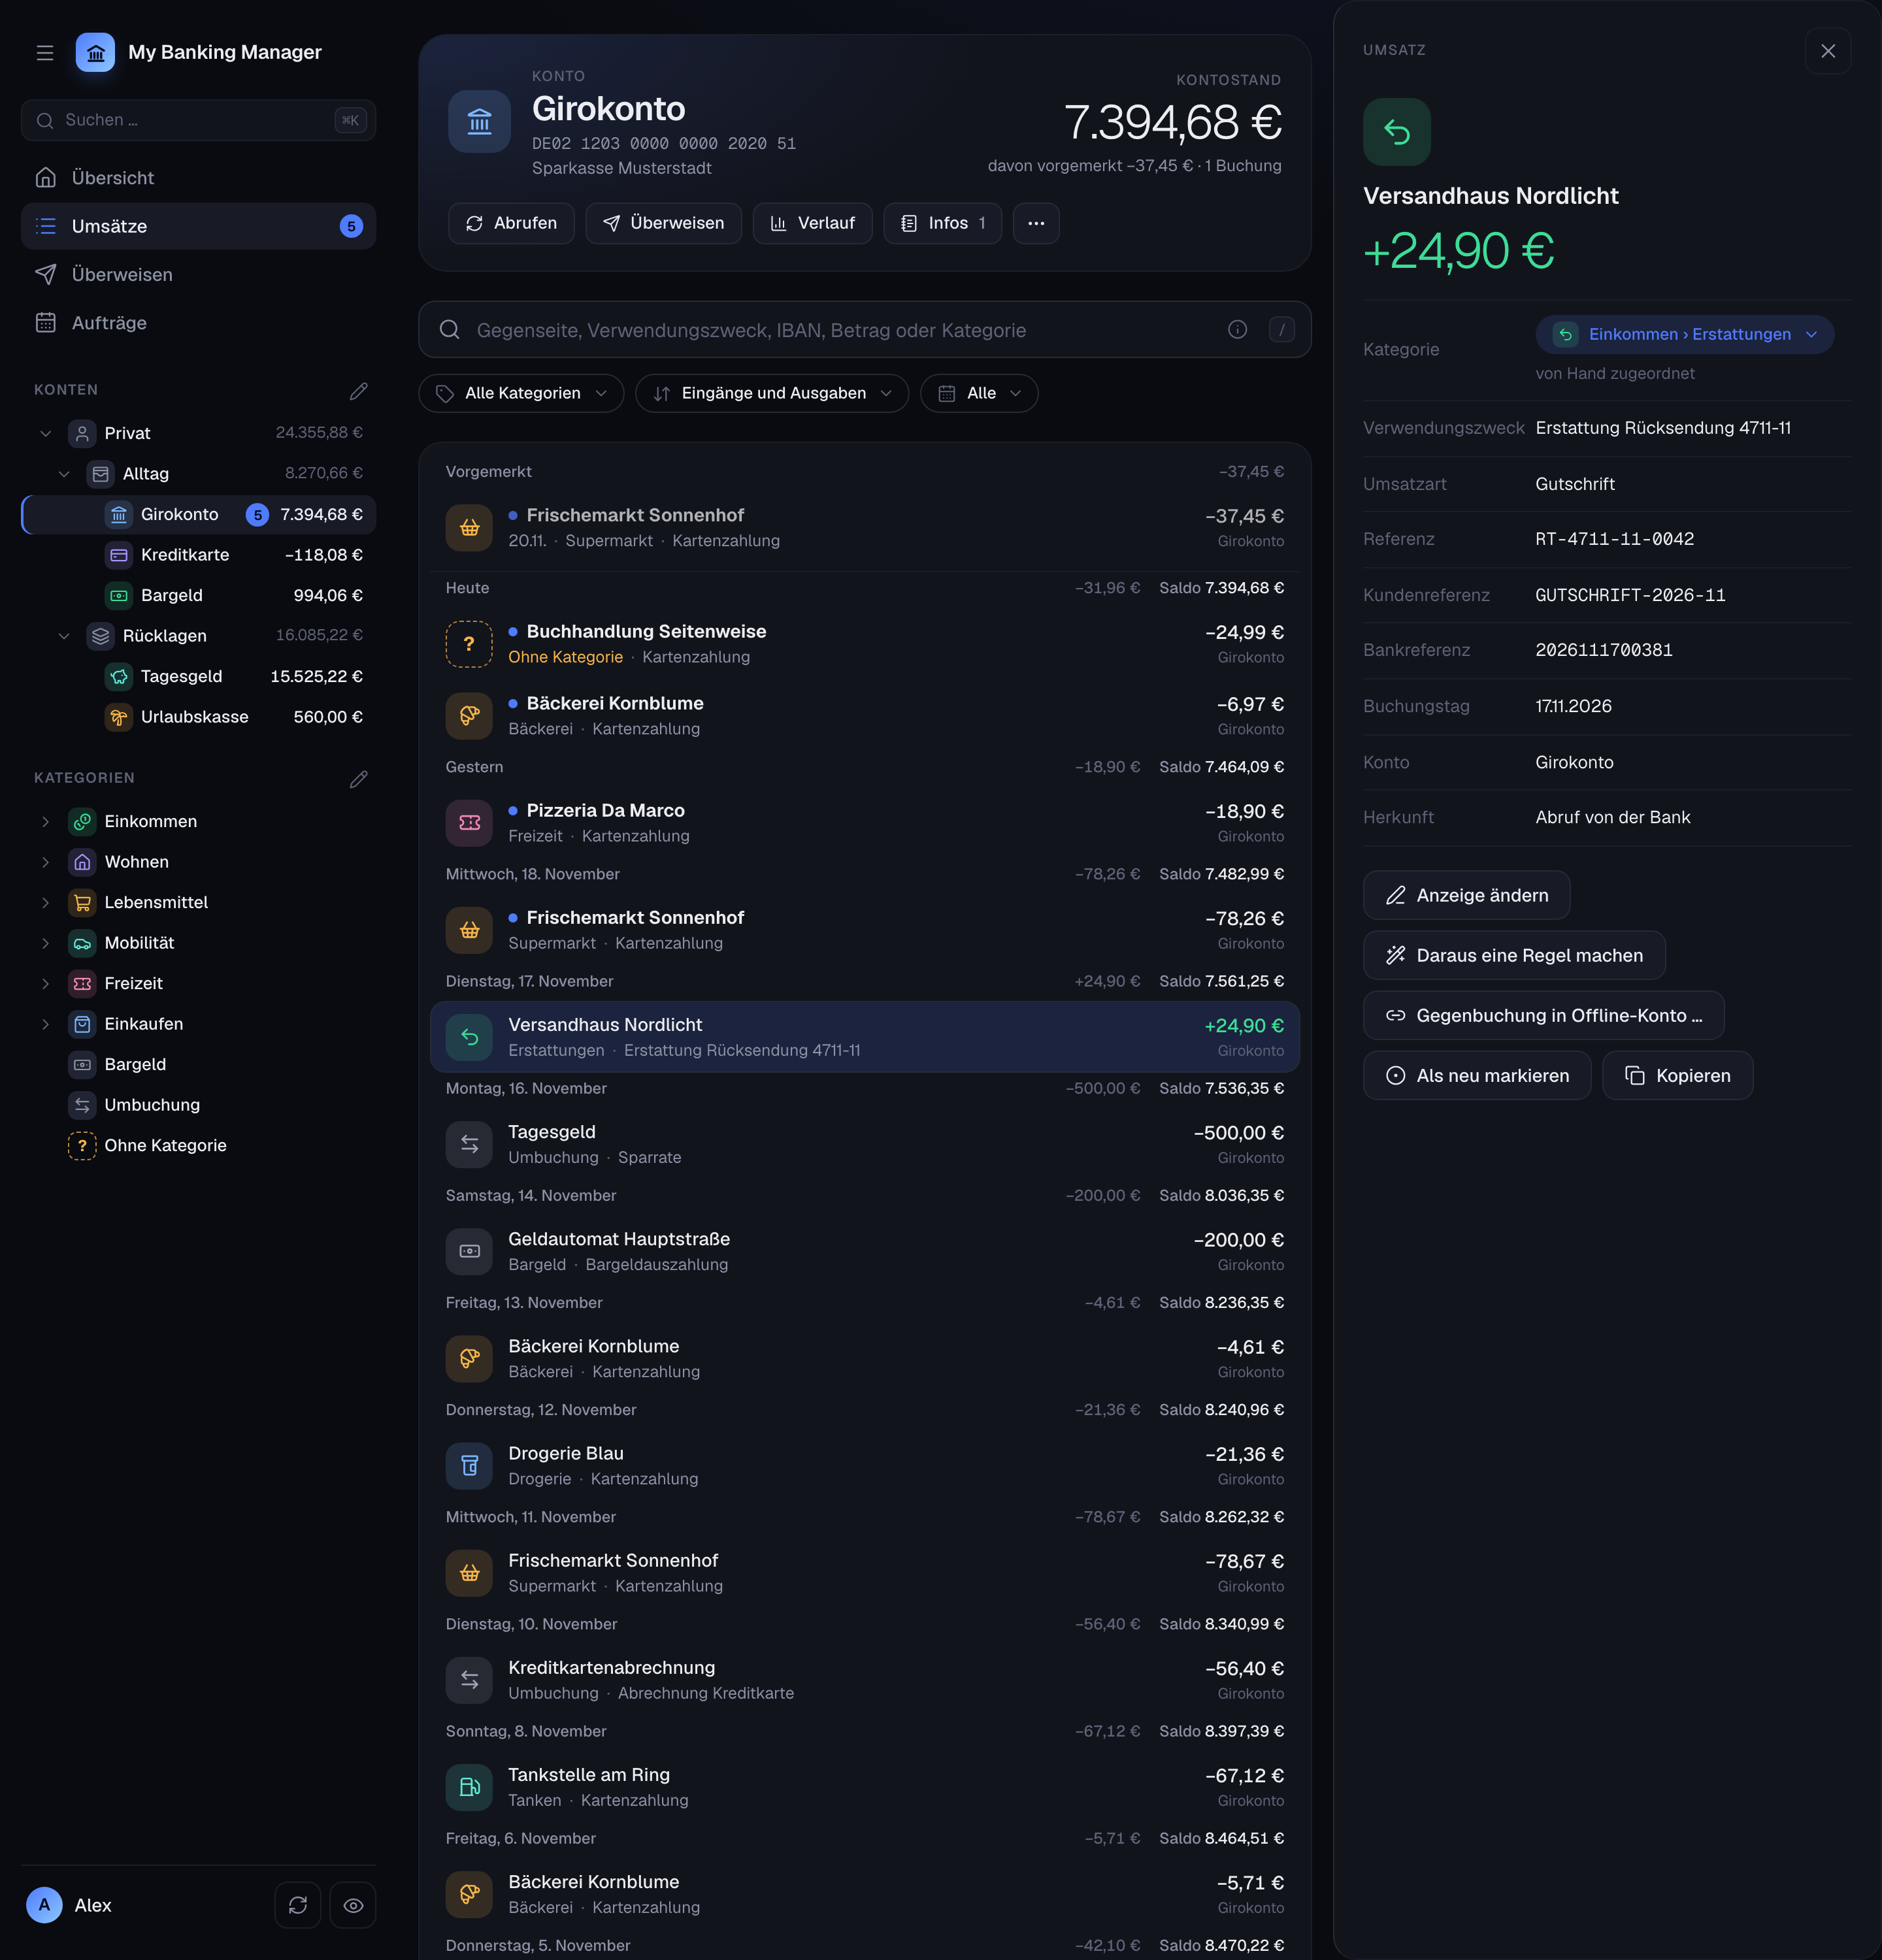 My Banking Manager
Suchen …
⌘K
Übersicht
Umsätze 5
Überweisen
Aufträge
KONTEN
Privat 24.355,88 €
Alltag 8.270,66 €
Girokonto 5 7.394,68 €
Kreditkarte −118,08 €
Bargeld 994,06 €
Rücklagen 16.085,22 €
Tagesgeld 15.525,22 €
Urlaubskasse 560,00 €
KATEGORIEN
Einkommen
Wohnen
Lebensmittel
Mobilität
Freizeit
Einkaufen
Bargeld
Umbuchung
? Ohne Kategorie
A Alex
KONTO
Girokonto
DE02 1203 0000 0000 2020 51
Sparkasse Musterstadt
KONTOSTAND
7.394,68 €
davon vorgemerkt −37,45 € · 1 Buchung
Abrufen Überweisen Verlauf Infos 1
Gegenseite, Verwendungszweck, IBAN, Betrag oder Kategorie /
Alle Kategorien Eingänge und Ausgaben Alle
Vorgemerkt −37,45 €
Frischemarkt Sonnenhof −37,45 €
20.11. · Supermarkt · Kartenzahlung Girokonto
Heute −31,96 € Saldo 7.394,68 €
? Buchhandlung Seitenweise −24,99 €
Ohne Kategorie · Kartenzahlung Girokonto
Bäckerei Kornblume −6,97 €
Bäckerei · Kartenzahlung Girokonto
Gestern −18,90 € Saldo 7.464,09 €
Pizzeria Da Marco −18,90 €
Freizeit · Kartenzahlung Girokonto
Mittwoch, 18. November −78,26 € Saldo 7.482,99 €
Frischemarkt Sonnenhof −78,26 €
Supermarkt · Kartenzahlung Girokonto
Dienstag, 17. November +24,90 € Saldo 7.561,25 €
Versandhaus Nordlicht +24,90 €
Erstattungen · Erstattung Rücksendung 4711-11 Girokonto
Montag, 16. November −500,00 € Saldo 7.536,35 €
Tagesgeld −500,00 €
Umbuchung · Sparrate Girokonto
Samstag, 14. November −200,00 € Saldo 8.036,35 €
Geldautomat Hauptstraße −200,00 €
Bargeld · Bargeldauszahlung Girokonto
Freitag, 13. November −4,61 € Saldo 8.236,35 €
Bäckerei Kornblume −4,61 €
Bäckerei · Kartenzahlung Girokonto
Donnerstag, 12. November −21,36 € Saldo 8.240,96 €
Drogerie Blau −21,36 €
Drogerie · Kartenzahlung Girokonto
Mittwoch, 11. November −78,67 € Saldo 8.262,32 €
Frischemarkt Sonnenhof −78,67 €
Supermarkt · Kartenzahlung Girokonto
Dienstag, 10. November −56,40 € Saldo 8.340,99 €
Kreditkartenabrechnung −56,40 €
Umbuchung · Abrechnung Kreditkarte Girokonto
Sonntag, 8. November −67,12 € Saldo 8.397,39 €
Tankstelle am Ring −67,12 €
Tanken · Kartenzahlung Girokonto
Freitag, 6. November −5,71 € Saldo 8.464,51 €
Bäckerei Kornblume −5,71 €
Bäckerei · Kartenzahlung Girokonto
Donnerstag, 5. November −42,10 € Saldo 8.470,22 €
UMSATZ
Versandhaus Nordlicht
+24,90 €
Kategorie Einkommen › Erstattungen
von Hand zugeordnet
Verwendungszweck Erstattung Rücksendung 4711-11
Umsatzart Gutschrift
Referenz RT-4711-11-0042
Kundenreferenz GUTSCHRIFT-2026-11
Bankreferenz 2026111700381
Buchungstag 17.11.2026
Konto Girokonto
Herkunft Abruf von der Bank
Anzeige ändern
Daraus eine Regel machen
Gegenbuchung in Offline-Konto …
Als neu markieren Kopieren